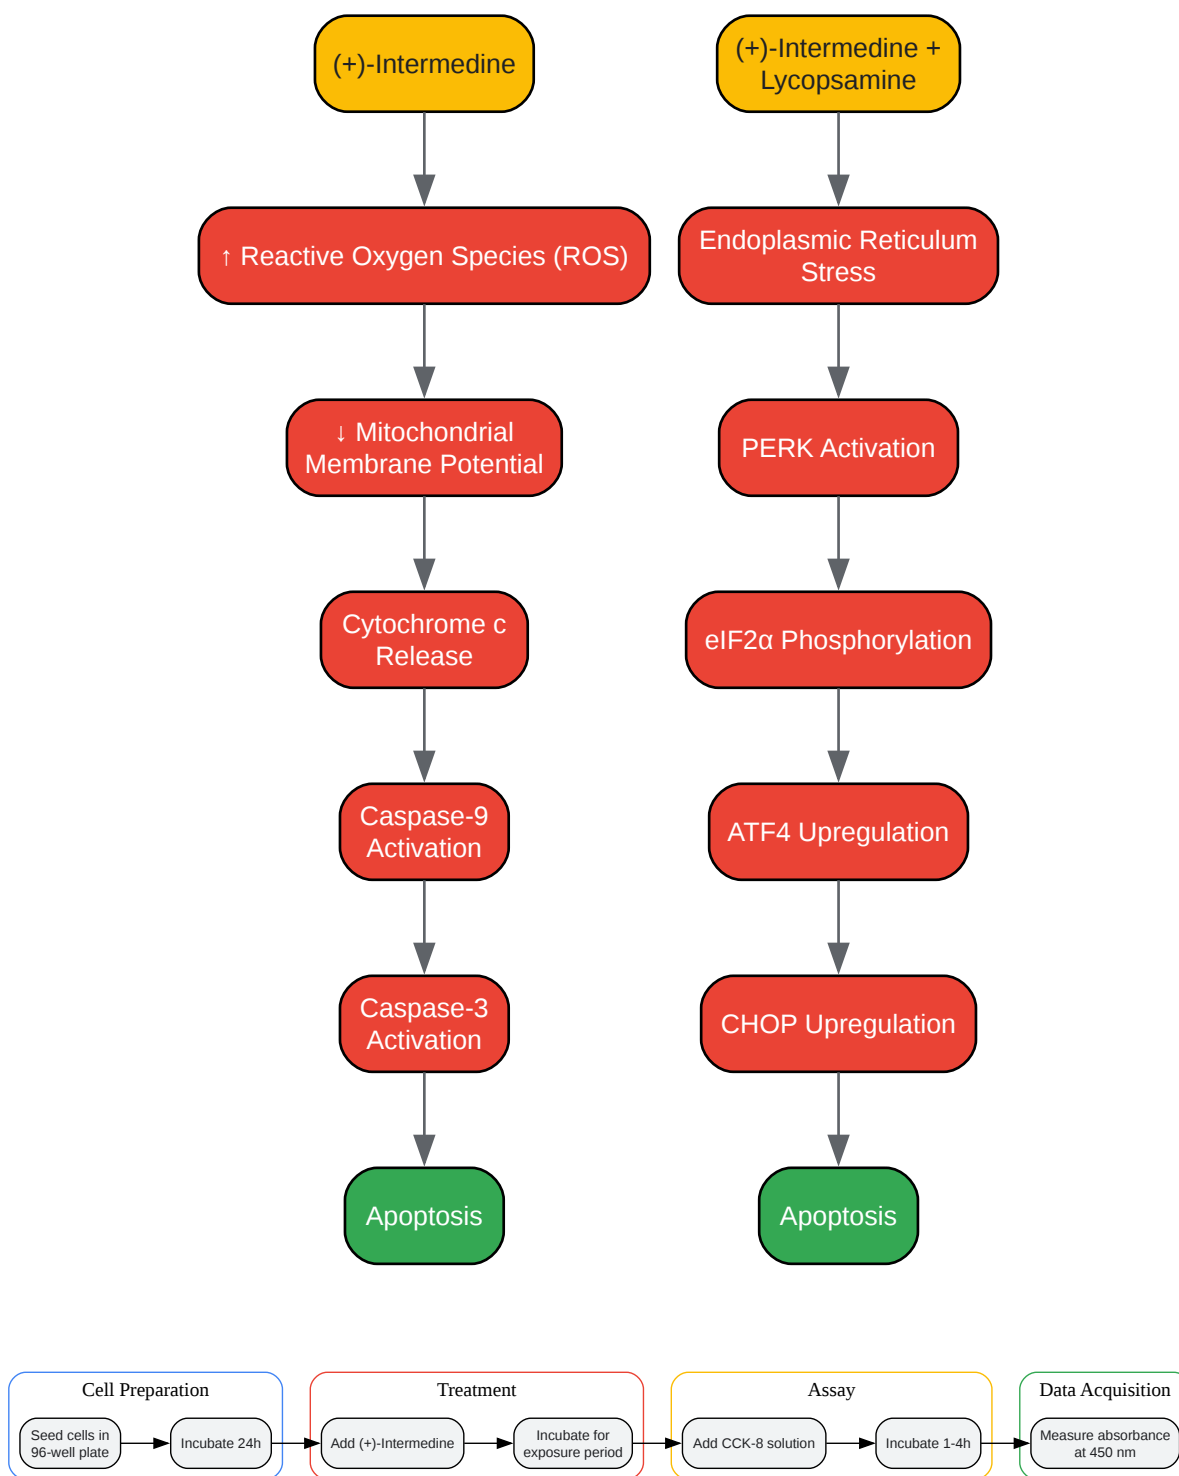 (+)-Intermedine
↑ Reactive Oxygen Species (ROS)
↓ Mitochondrial
Membrane Potential
Cytochrome c
Release
Caspase-9
Activation
Caspase-3
Activation
Apoptosis
(+)-Intermedine +
Lycopsamine
Endoplasmic Reticulum
Stress
PERK Activation
eIF2α Phosphorylation
ATF4 Upregulation
CHOP Upregulation
Apoptosis
Cell Preparation
Seed cells in
96-well plate
Incubate 24h
Treatment
Add (+)-Intermedine
Incubate for
exposure period
Assay
Add CCK-8 solution
Incubate 1-4h
Data Acquisition
Measure absorbance
at 450 nm